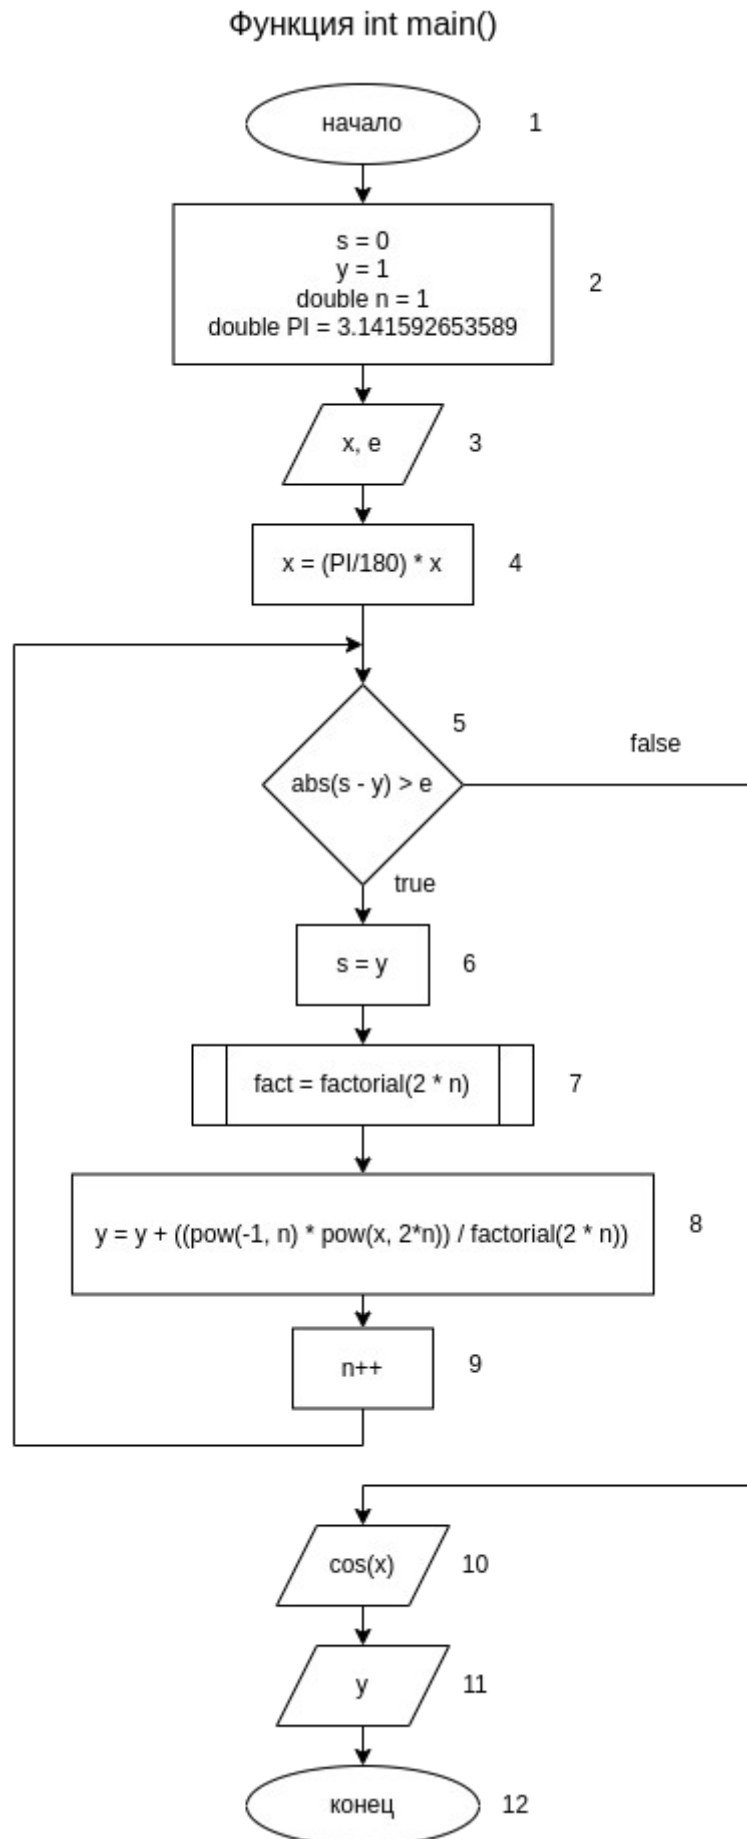 Функция int main()
начало
1
s = 0
y = 1
double n = 1
double PI = 3.141592653589
2
x, e
3
x = (PI/180) * x
4
5
false
abs(s - y) > e
true
s = y
6
fact = factorial(2 * n)
7
y = y + ((pow(-1, n) * pow(x, 2*n)) / factorial(2 * n))
8
n++
9
cos(x)
10
y
11
конец
12